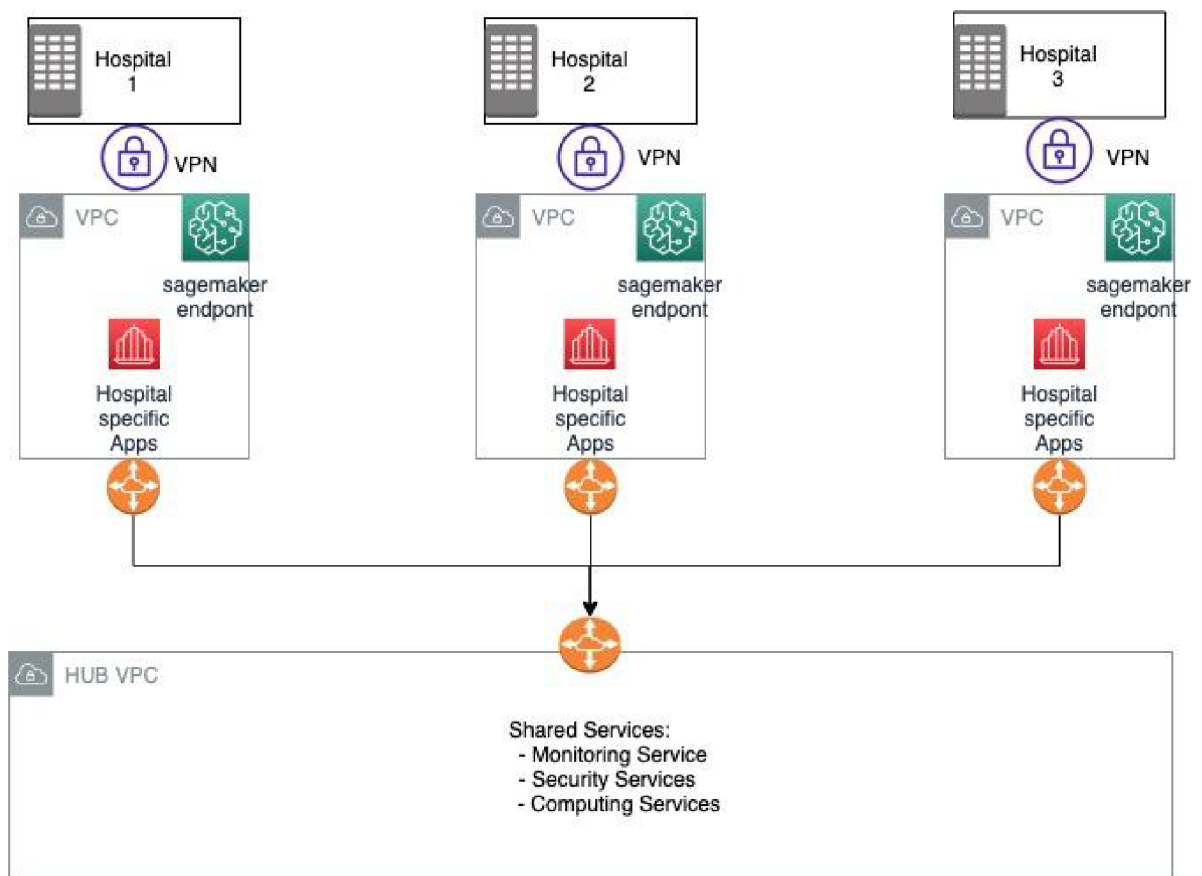 Hospital
1
Hospital
2
Hospital
3
VPN
VPN
VPN
VPC
VPC
VPC
sagemaker
endpont
sagemaker
endpont
sagemaker
endpont
Hospital
specific
Apps
Hospital
specific
Apps
Hospital
specific
Apps
HUB VPC
Shared Services:
- Monitoring Service
- Security Services
- Computing Services